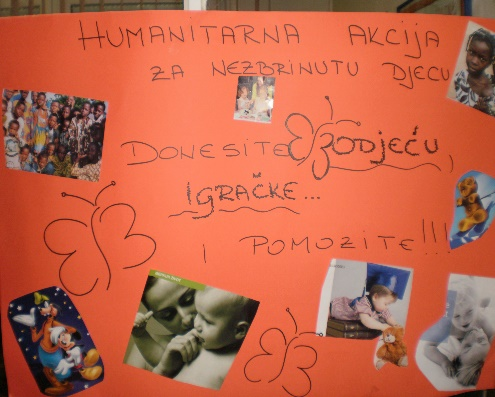 HUMANITARNA AKCIJA
ZA NEZBRINUTU DJECU
DONESITE ODJEĆU,
IGRAČKE...
I POMOZITE!!!